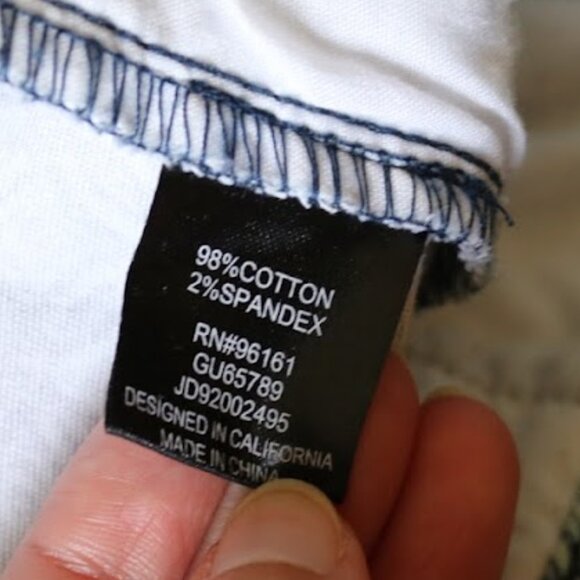 98%COTTON
2%SPANDEX
RN#96161
GU65789
JD92002495
DESIGNED IN CALIFORNIA
MADE IN CHINA